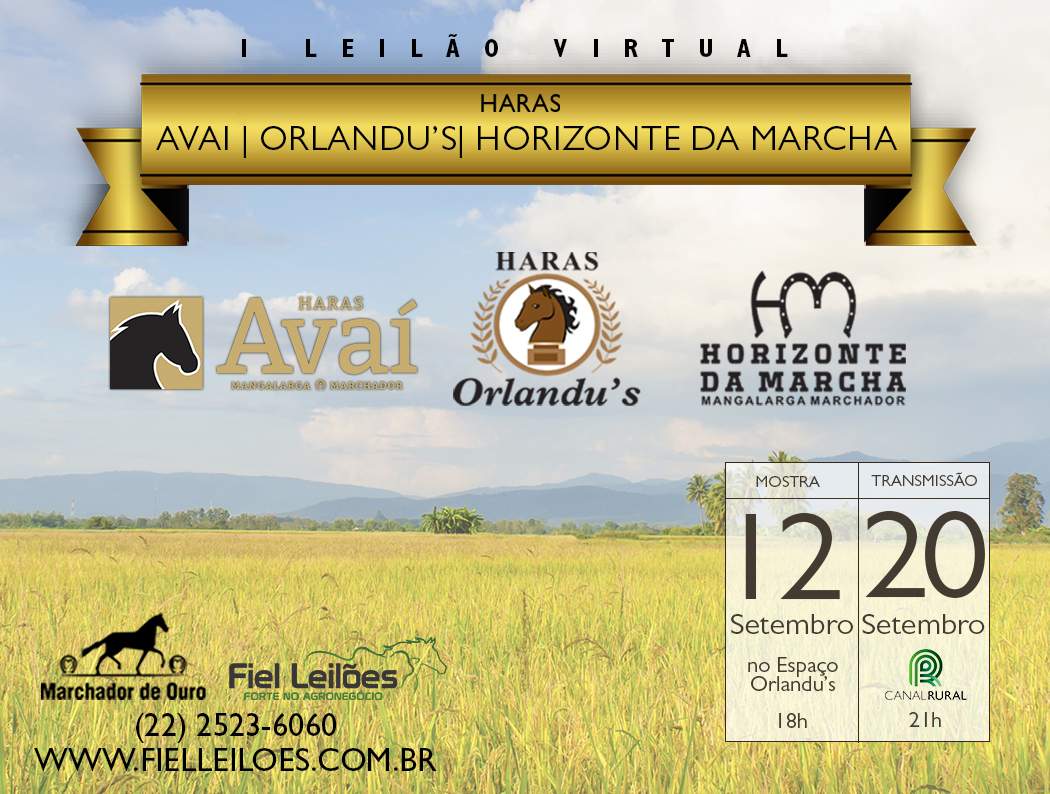 I LEILÃO VIRTUAL
HARAS
AVAI | ORLANDU'S| HORIZONTE DA MARCHA
HARAS
Avaí
MANGALARGA M MARCHADOR
HARAS
Orlandu's
HM
HORIZONTE
DA MARCHA
MANGALARGA MARCHADOR
MOSTRA
12
Setembro
no Espaço
Orlandu's
18h
TRANSMISSÃO
20
Setembro
CANALRURAL
21h
Marchador de Ouro
Fiel Leilões
FORTE NO AGRONEGÓCIO
(22) 2523-6060
WWW.FIELLEILOES.COM.BR